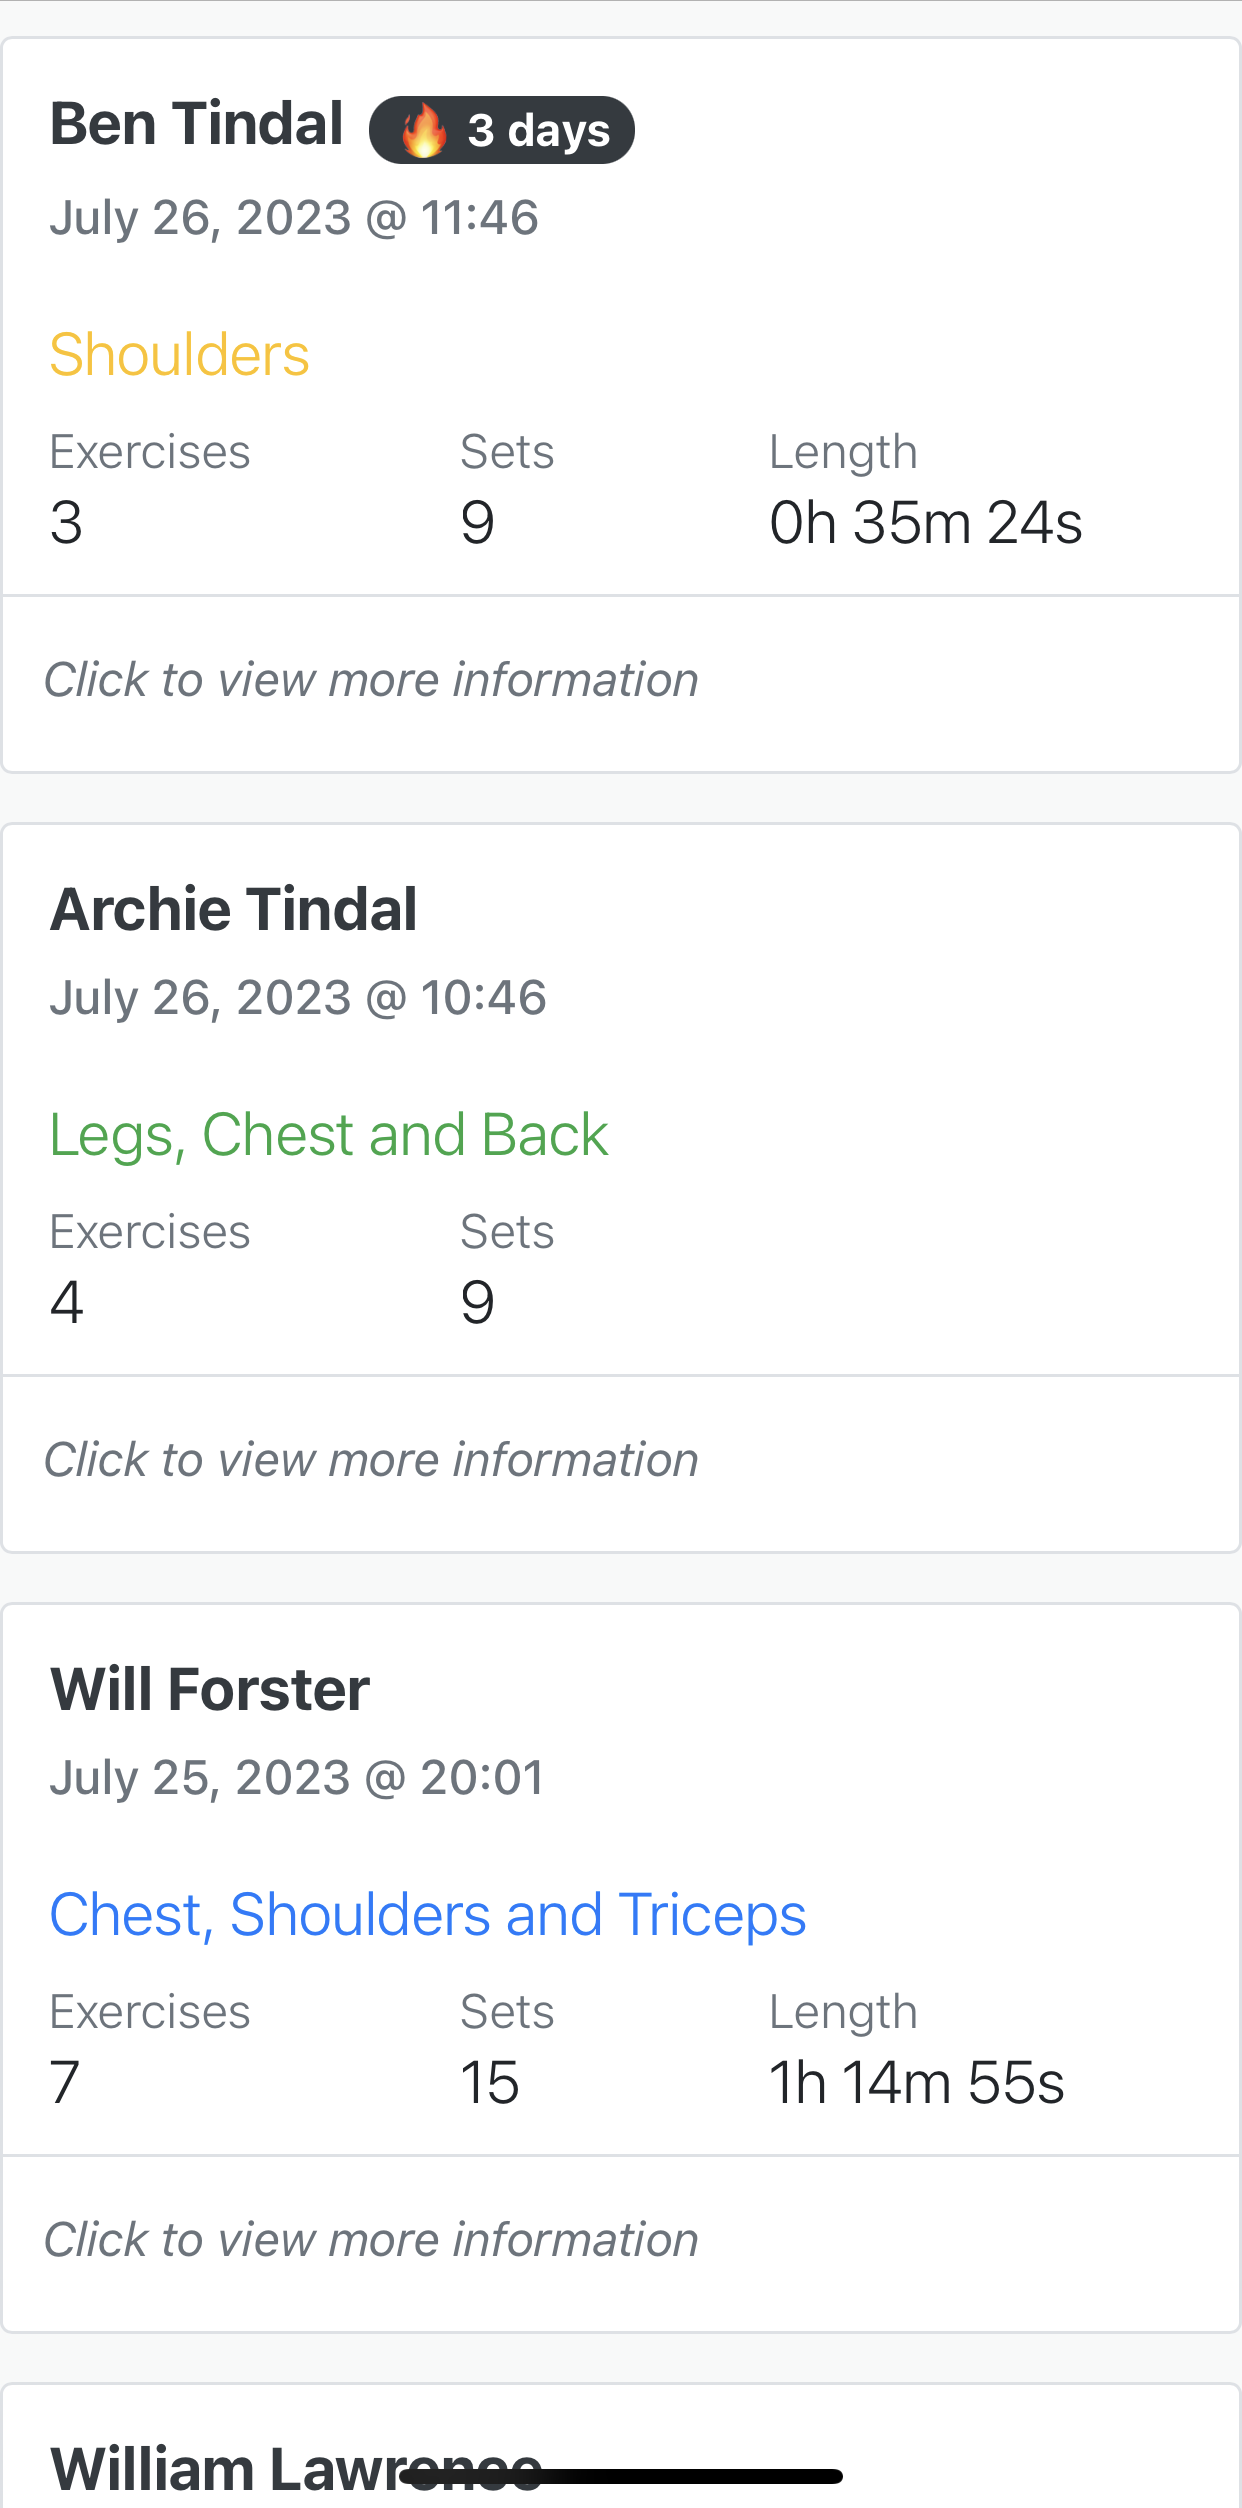 Ben Tindal 🔥 3 days
July 26, 2023 @ 11:46
Shoulders
Exercises Sets Length
3 9 0h 35m 24s
Click to view more information
Archie Tindal
July 26, 2023 @ 10:46
Legs, Chest and Back
Exercises Sets
4 9
Click to view more information
Will Forster
July 25, 2023 @ 20:01
Chest, Shoulders and Triceps
Exercises Sets Length
7 15 1h 14m 55s
Click to view more information
William Lawrence